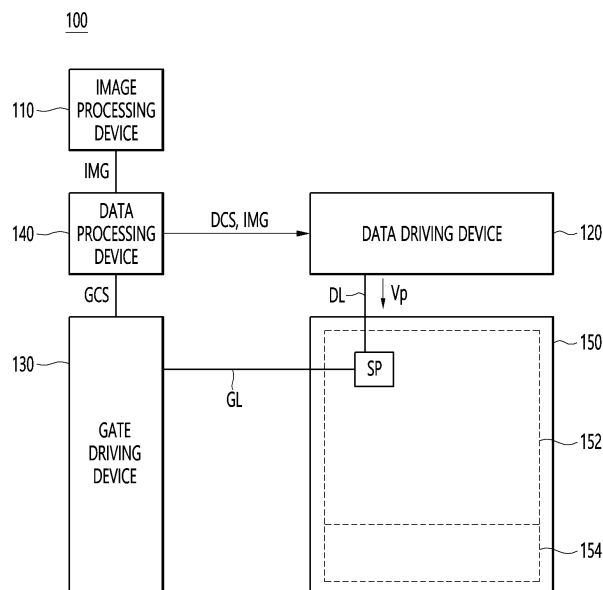 100
IMAGE
PROCESSING
DEVICE
110
IMG
DATA
PROCESSING
DEVICE
140
DCS, IMG
DATA DRIVING DEVICE
120
GCS
DL
Vp
130
GATE
DRIVING
DEVICE
GL
SP
150
152
154